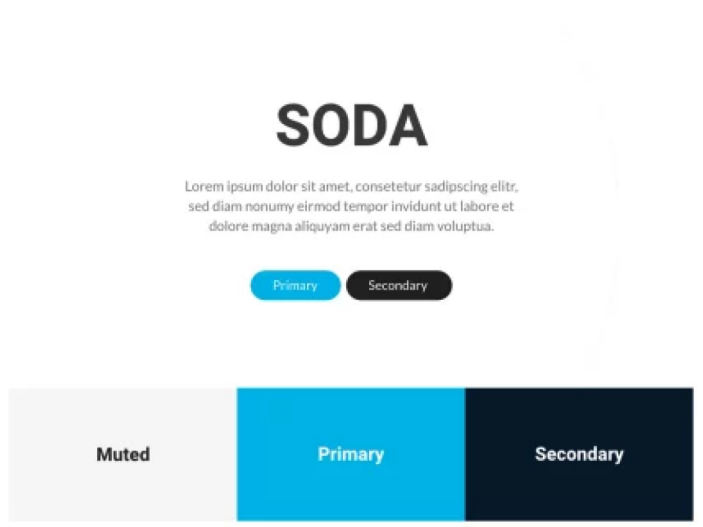 SODA
Lorem ipsum dolor sit amet, consetetur sadipscing elitr,
sed diam nonumy eirmod tempor invidunt ut labore et
dolore magna aliquyam erat sed diam voluptua.
Primary Secondary
Muted Primary Secondary